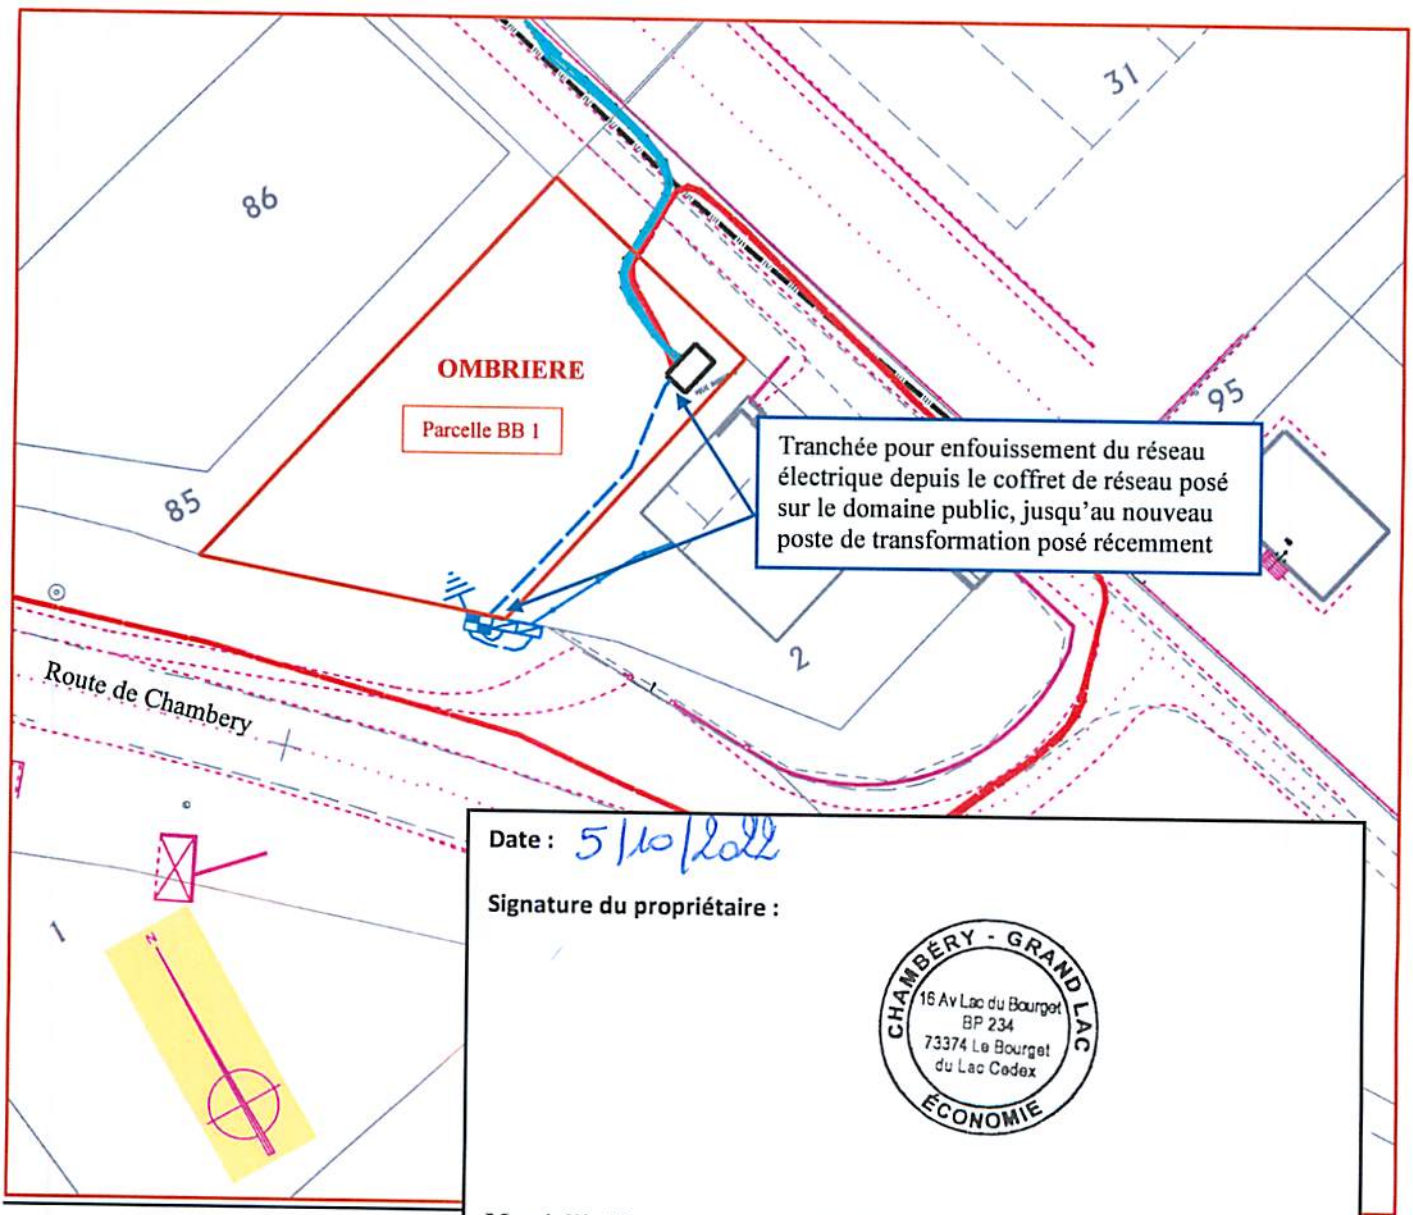 31
86
OMBRIERE
Parcelle BB 1
95
Tranchée pour enfouissement du réseau
électrique depuis le coffret de réseau posé
sur le domaine public, jusqu'au nouveau
poste de transformation posé récemment
85
2
Route de Chambery
Date : 5/10/2022
Signature du propriétaire :
1
N
CHAMBÉRY - GRAND LAC
16 Av Lac du Bourget
BP 234
73374 Le Bourget
du Lac Cedex
ÉCONOMIE